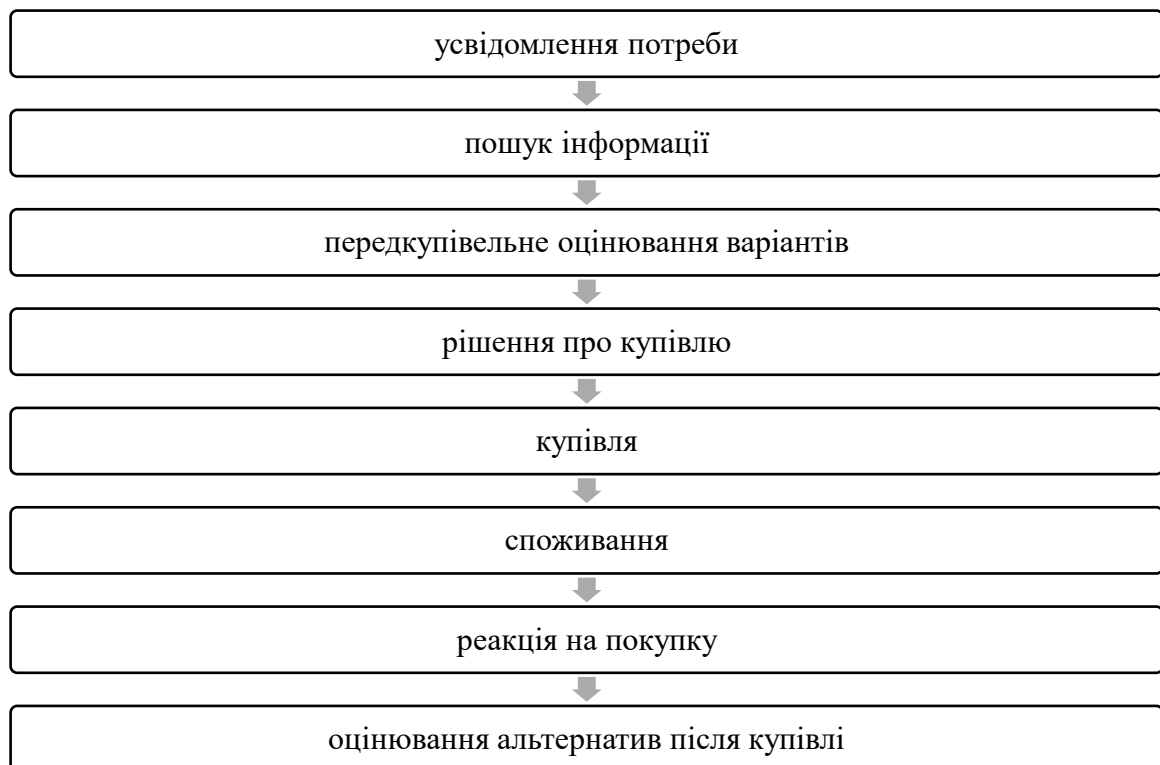 усвідомлення потреби
пошук інформації
передкупівельне оцінювання варіантів
рішення про купівлю
купівля
споживання
реакція на покупку
оцінювання альтернатив після купівлі